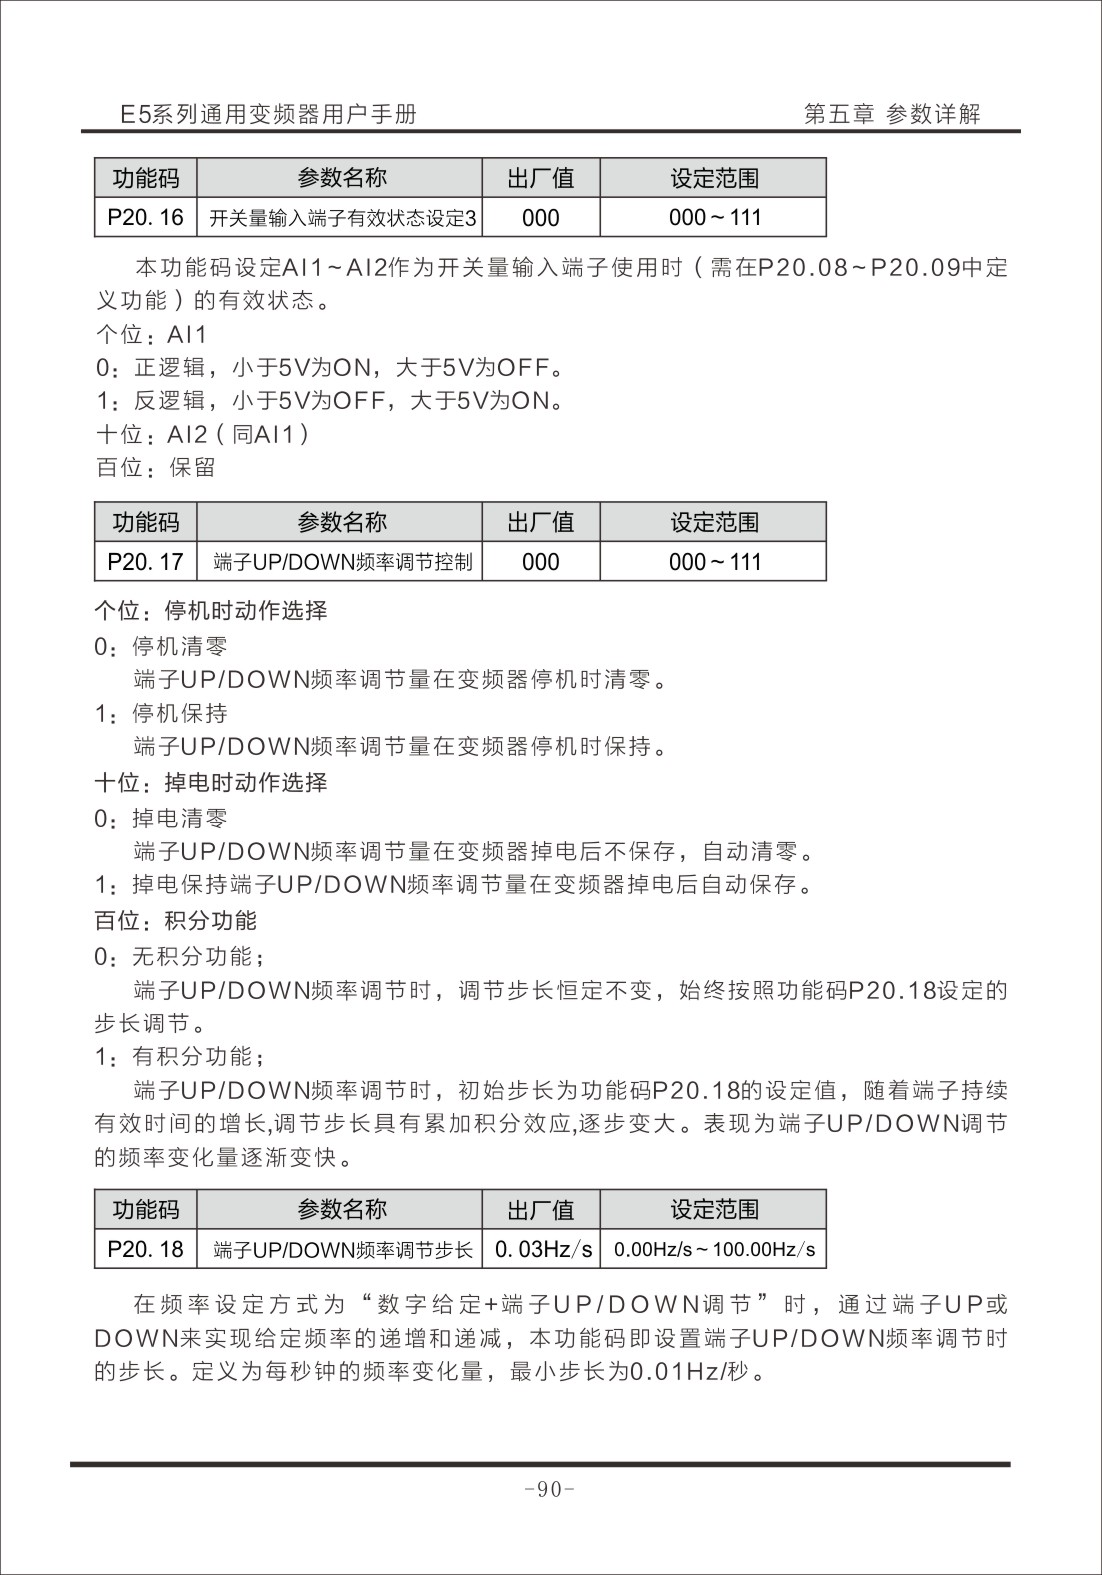 E5系列通用变频器用户手册 第五章 参数详解
功能码 参数名称 出厂值 设定范围
P20.16 开关量输入端子有效状态设定3 000 000～111
本功能码设定AI1～AI2作为开关量输入端子使用时（需在P20.08～P20.09中定
义功能）的有效状态。
个位：AI1
0：正逻辑，小于5V为ON，大于5V为OFF。
1：反逻辑，小于5V为OFF，大于5V为ON。
十位：AI2（同AI1）
百位：保留
功能码 参数名称 出厂值 设定范围
P20.17 端子UP/DOWN频率调节控制 000 000～111
个位：停机时动作选择
0：停机清零
端子UP/DOWN频率调节量在变频器停机时清零。
1：停机保持
端子UP/DOWN频率调节量在变频器停机时保持。
十位：掉电时动作选择
0：掉电清零
端子UP/DOWN频率调节量在变频器掉电后不保存，自动清零。
1：掉电保持端子UP/DOWN频率调节量在变频器掉电后自动保存。
百位：积分功能
0：无积分功能；
端子UP/DOWN频率调节时，调节步长恒定不变，始终按照功能码P20.18设定的
步长调节。
1：有积分功能；
端子UP/DOWN频率调节时，初始步长为功能码P20.18的设定值，随着端子持续
有效时间的增长,调节步长具有累加积分效应,逐步变大。表现为端子UP/DOWN调节
的频率变化量逐渐变快。
功能码 参数名称 出厂值 设定范围
P20.18 端子UP/DOWN频率调节步长 0.03Hz/s 0.00Hz/s～100.00Hz/s
在频率设定方式为“数字给定+端子UP/DOWN调节”时，通过端子UP或
DOWN来实现给定频率的递增和递减，本功能码即设置端子UP/DOWN频率调节时
的步长。定义为每秒钟的频率变化量，最小步长为0.01Hz/秒。
-90-